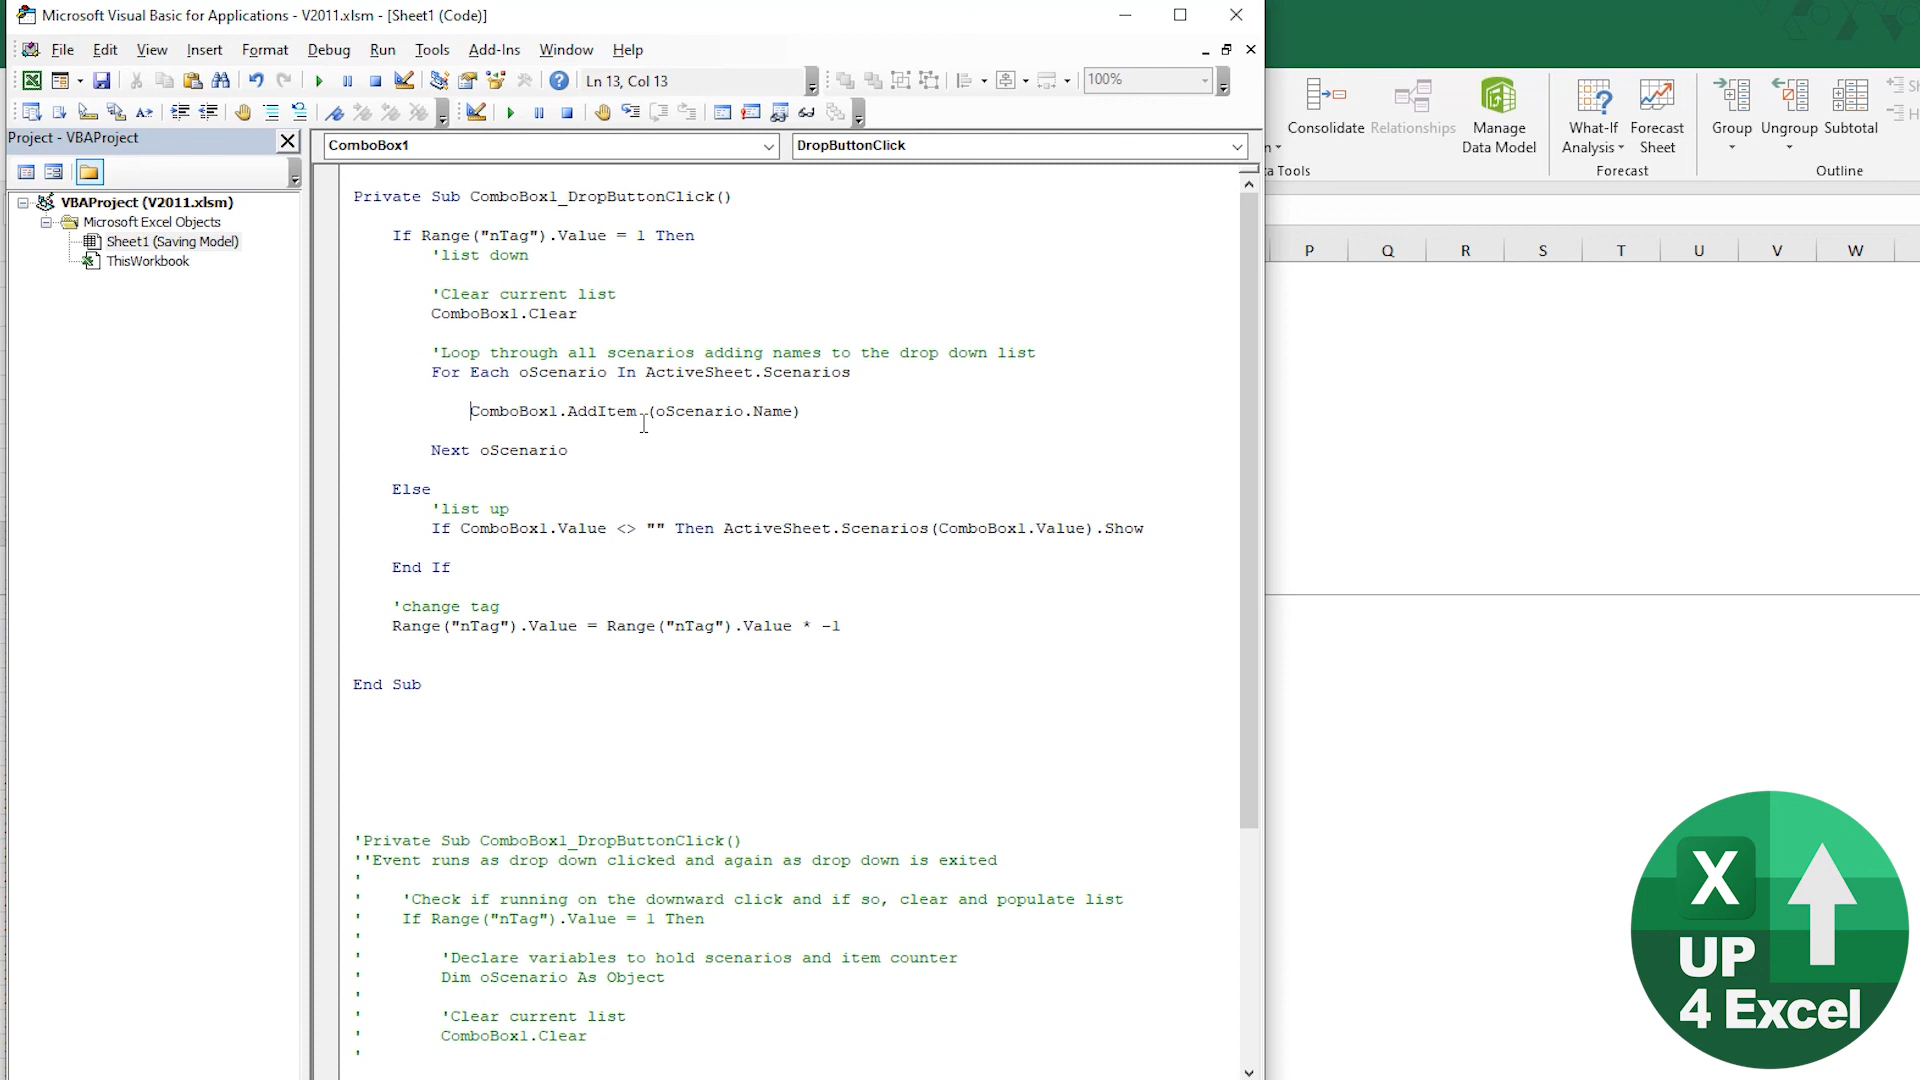 Microsoft Visual Basic for Applications - V2011.xlsm - [Sheet1 (Code)]
File Edit View Insert Format Debug Run Tools Add-Ins Window Help
Ln 13, Col 13
100%
Project - VBAProject
VBAProject (V2011.xlsm)
Microsoft Excel Objects
Sheet1 (Saving Model)
ThisWorkbook
ComboBox1
DropButtonClick
Private Sub ComboBox1_DropButtonClick()
If Range("nTag").Value = 1 Then
'list down
'Clear current list
ComboBox1.Clear
'Loop through all scenarios adding names to the drop down list
For Each oScenario In ActiveSheet.Scenarios
ComboBox1.AddItem (oScenario.Name)
Next oScenario
Else
'list up
If ComboBox1.Value <> "" Then ActiveSheet.Scenarios(ComboBox1.Value).Show
End If
'change tag
Range("nTag").Value = Range("nTag").Value * -1
End Sub
'Private Sub ComboBox1_DropButtonClick()
''Event runs as drop down clicked and again as drop down is exited
'
'    'Check if running on the downward click and if so, clear and populate list
'    If Range("nTag").Value = 1 Then
'
'        'Declare variables to hold scenarios and item counter
'        Dim oScenario As Object
'
'        'Clear current list
'        ComboBox1.Clear
'
Consolidate
Relationships
Manage
Data Model
What-If
Analysis
Forecast
Sheet
Group
Ungroup
Subtotal
a Tools
Forecast
Outline
P Q R S T U V W
X
UP
4 Excel